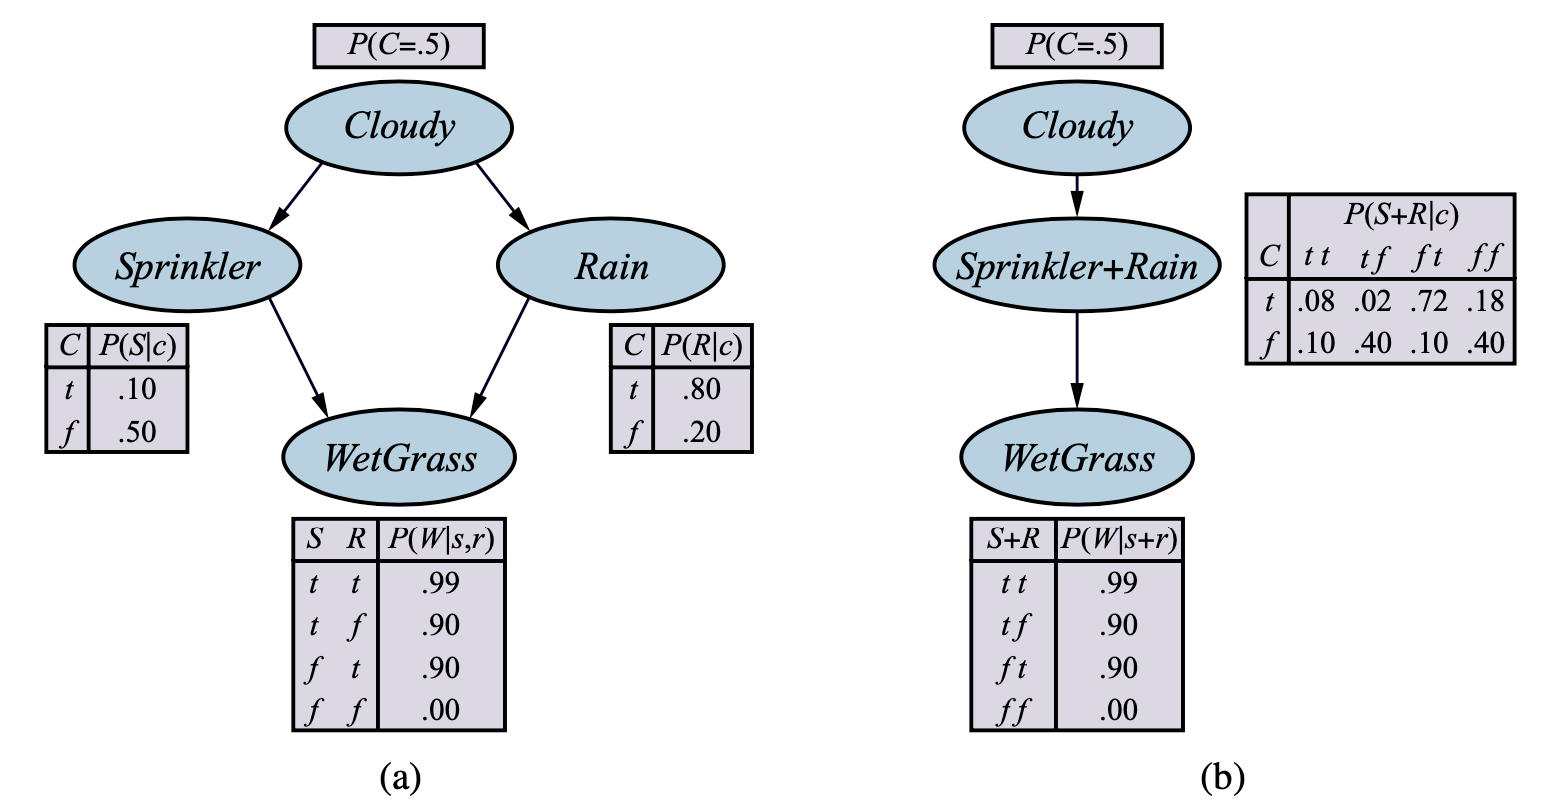 P(C=.5)
Cloudy
Sprinkler
Rain
C P(S|c)
t .10
f .50
C P(R|c)
t .80
f .20
WetGrass
S R P(W|s,r)
t t .99
t f .90
f t .90
f f .00
(a)
P(C=.5)
Cloudy
Sprinkler+Rain
P(S+R|c)
C t t t f f t f f
t .08 .02 .72 .18
f .10 .40 .10 .40
WetGrass
S+R P(W|s+r)
t t .99
t f .90
f t .90
f f .00
(b)